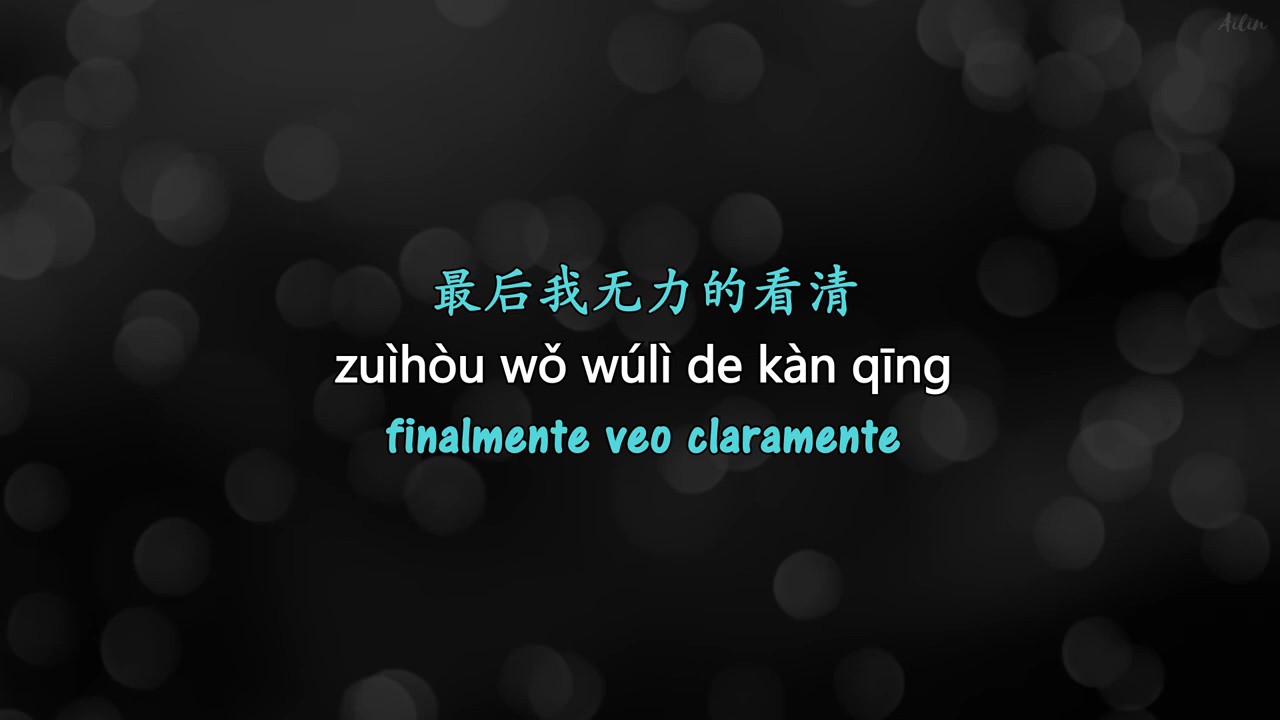 Ailin
最后我无力的看清
zuìhòu wǒ wúlì de kàn qīng
finalmente veo claramente